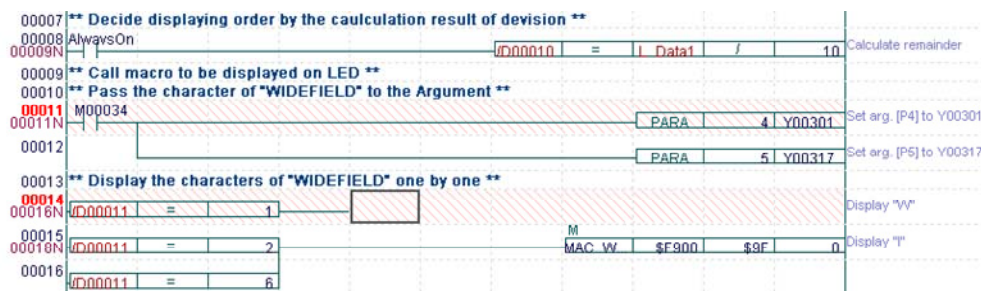 00007 ** Decide displaying order by the caulculation result of devision **
00008 AlwaysOn
00009N /D00010 = L_Data1 / 10 Calculate remainder
00009 ** Call macro to be displayed on LED **
00010 ** Pass the character of "WIDEFIELD" to the Argument **
00011 M00034
00011N PARA 4 Y00301 Set arg. [P4] to Y00301
00012 PARA 5 Y00317 Set arg. [P5] to Y00317
00013 ** Display the characters of "WIDEFIELD" one by one **
00014
00016N /D00011 = 1 Display "W"
00015 M
00018N /D00011 = 2 MAC_W $F900 $9F 0 Display "I"
00016 /D00011 = 6